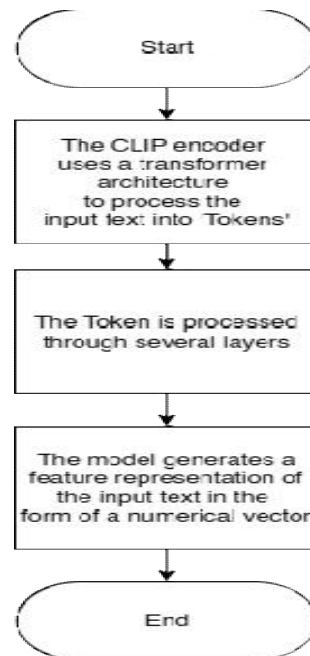 Start
The CLIP encoder
uses a transformer
architecture
to process the
input text into 'Tokens'
The Token is processed
through several layers
The model generates a
feature representation of
the input text in the
form of a numerical vector
End